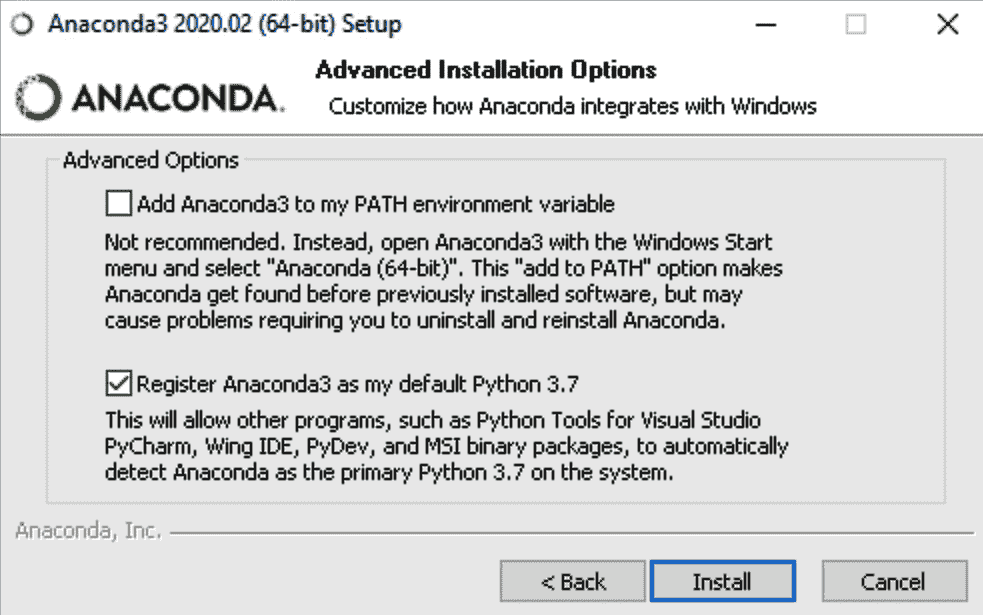 Anaconda3 2020.02 (64-bit) Setup
ANACONDA.
Advanced Installation Options
Customize how Anaconda integrates with Windows
Advanced Options
Add Anaconda3 to my PATH environment variable
Not recommended. Instead, open Anaconda3 with the Windows Start
menu and select "Anaconda (64-bit)". This "add to PATH" option makes
Anaconda get found before previously installed software, but may
cause problems requiring you to uninstall and reinstall Anaconda.
Register Anaconda3 as my default Python 3.7
This will allow other programs, such as Python Tools for Visual Studio
PyCharm, Wing IDE, PyDev, and MSI binary packages, to automatically
detect Anaconda as the primary Python 3.7 on the system.
Anaconda, Inc.
< Back
Install
Cancel